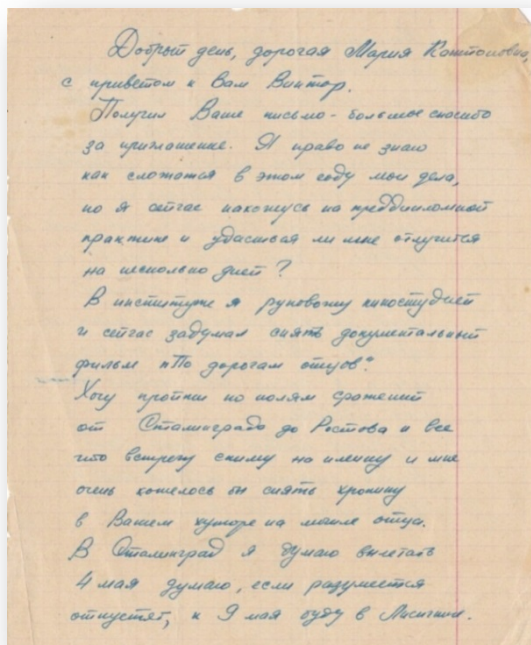 Добрый день, дорогая Мария
с приветом к Вам Виктор.
Получил Ваше письмо - большое спасибо
за приглашение. Я право не знаю
как сложатся в этом году мои дела,
но я сейчас нахожусь на преддипломной
практике и удастся ли мне отлучится
на несколько дней?
В институте я руковожу киностудией
и сейчас задумал снять документальный
фильм "По дорогам отцов".
Хочу пройти по полям сражений
от Сталинграда до Ростова и все
что встречу сниму на пленку и мне
очень хотелось бы снять хронику
в Вашем хуторе на могиле отца.
В Сталинград я думаю вылетать
4 мая думаю, если разумеется
отпустят, к 9 мая буду в